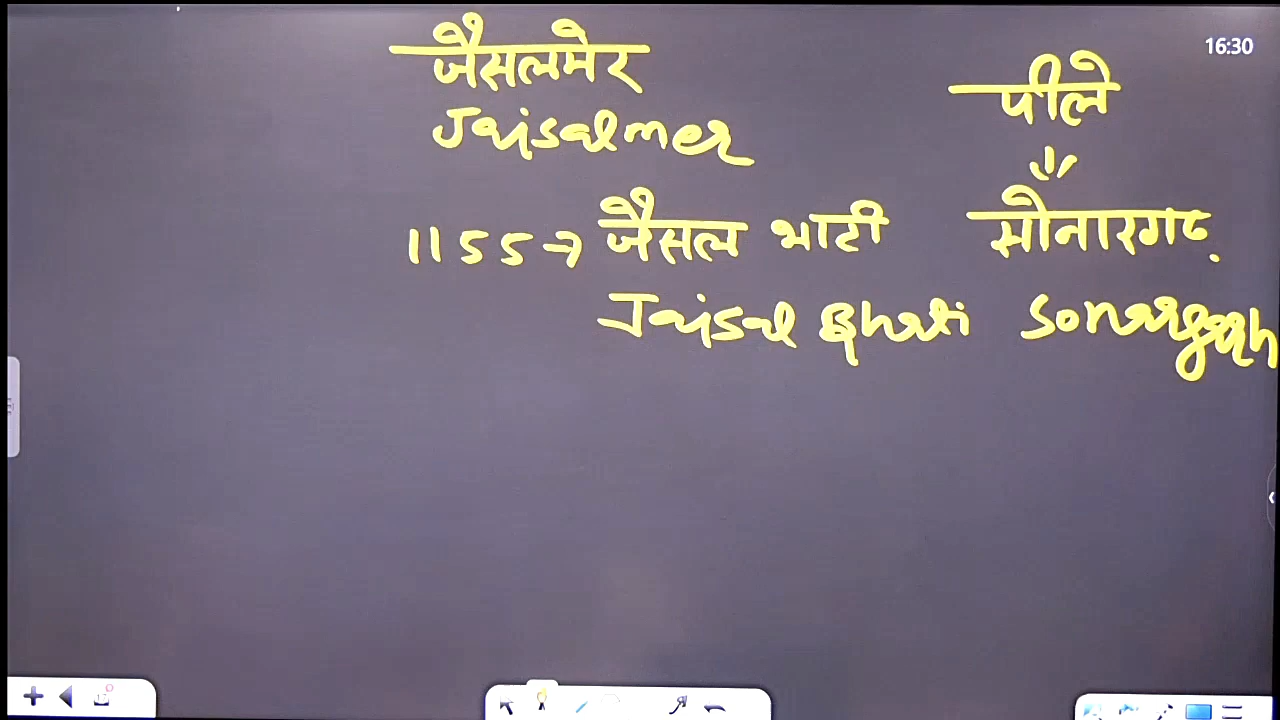 16:30
जैसलमेर
Jaisalmer
पीले
1155→ जैसल भाटी सोनारगढ़
Jaisal Bhati Sonargarh